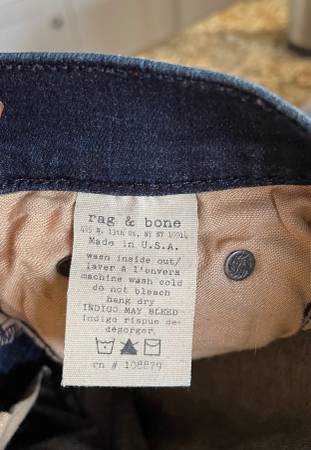 rag & bone
425 W. 13th St, NY NY 10014
Made in U.S.A.
wash inside out/
laver à l'envers
machine wash cold
do not bleach
hang dry
INDIGO MAY BLEED
Indigo risque de
dégorger
rn # 108879